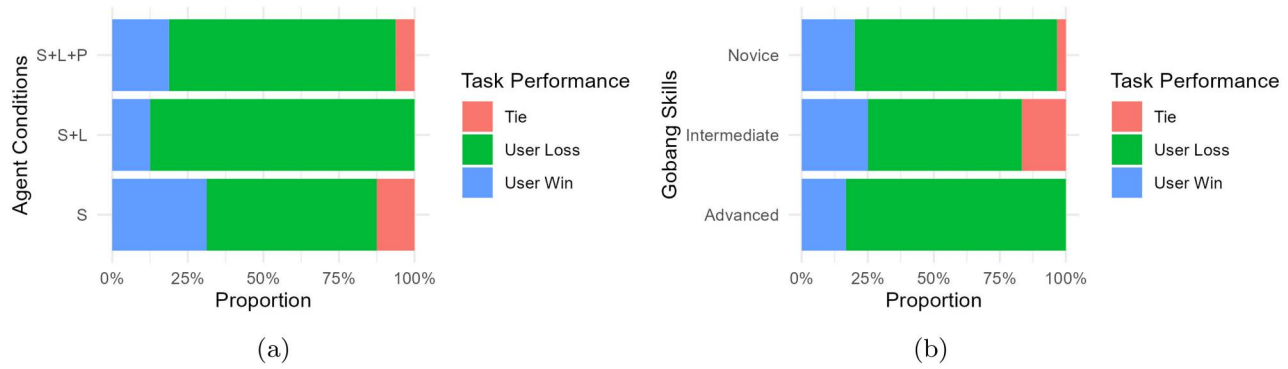 Agent Conditions
S+L+P
S+L
S
0% 25% 50% 75% 100%
Proportion
Task Performance
Tie
User Loss
User Win
(a)
Gobang Skills
Novice
Intermediate
Advanced
0% 25% 50% 75% 100%
Proportion
Task Performance
Tie
User Loss
User Win
(b)